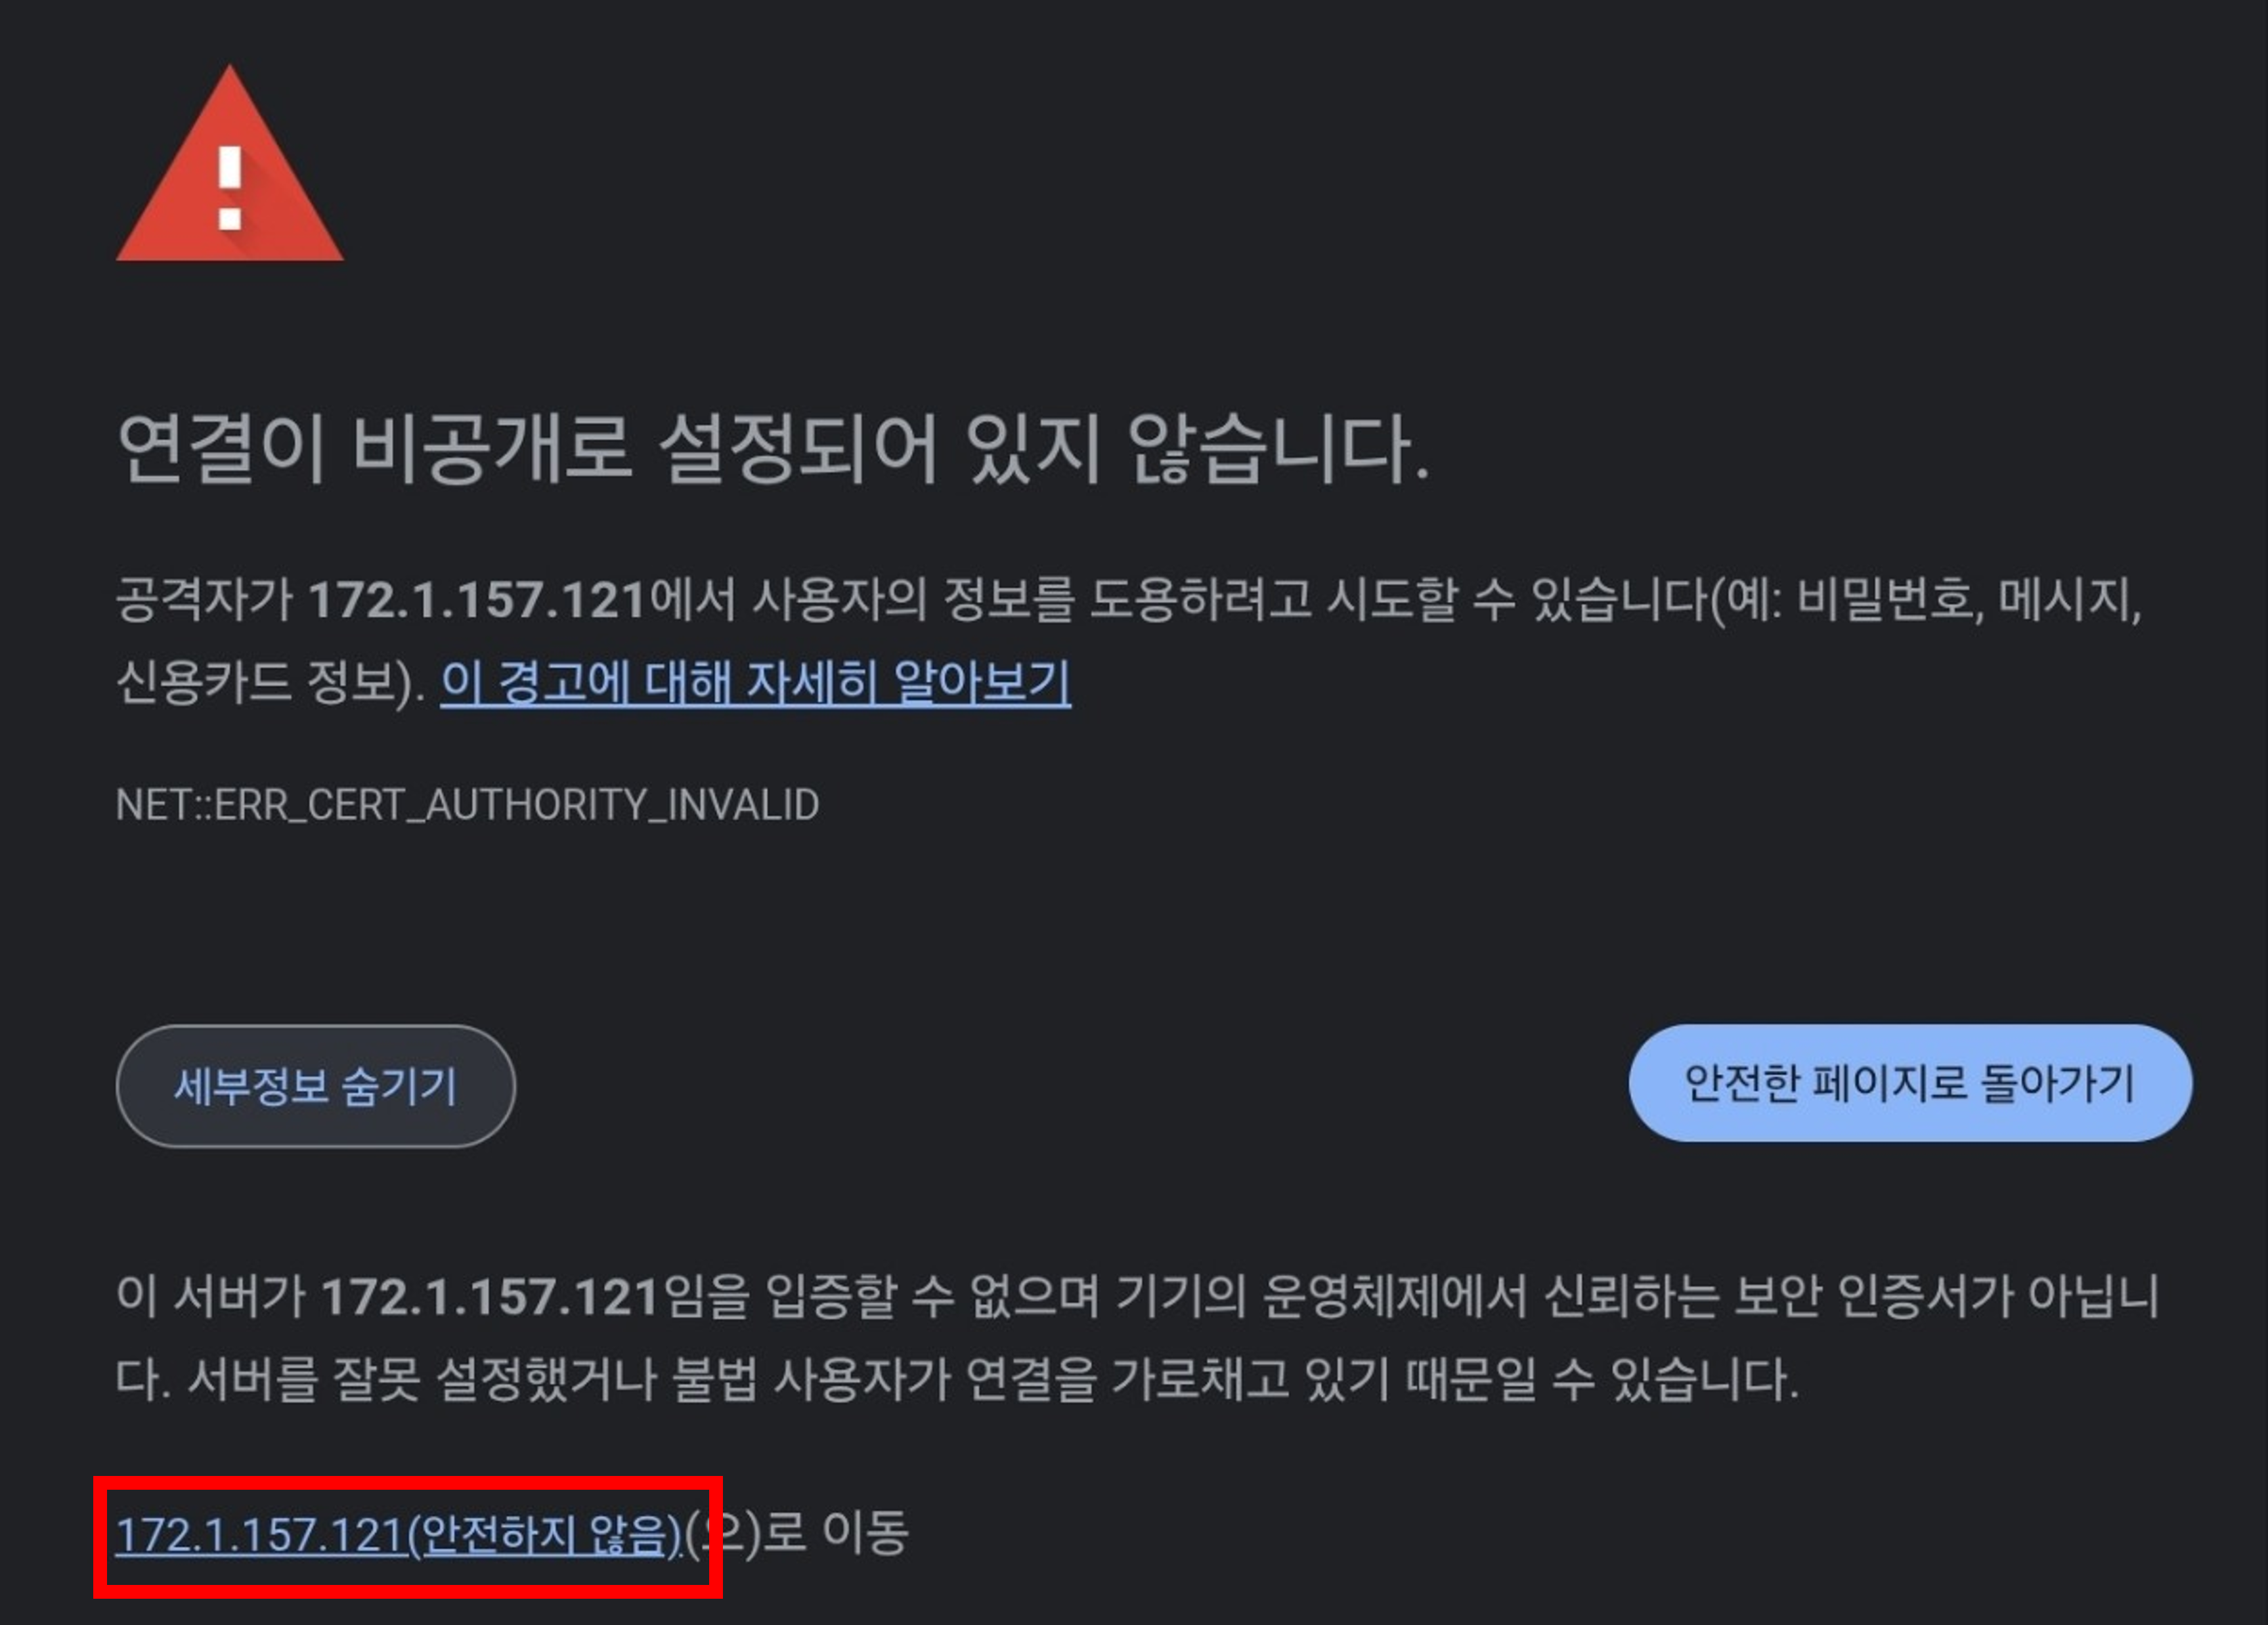 연결이 비공개로 설정되어 있지 않습니다.
공격자가 172.1.157.121에서 사용자의 정보를 도용하려고 시도할 수 있습니다(예: 비밀번호, 메시지,
신용카드 정보). 이 경고에 대해 자세히 알아보기
NET::ERR_CERT_AUTHORITY_INVALID
세부정보 숨기기
안전한 페이지로 돌아가기
이 서버가 172.1.157.121임을 입증할 수 없으며 기기의 운영체제에서 신뢰하는 보안 인증서가 아닙니
다. 서버를 잘못 설정했거나 불법 사용자가 연결을 가로채고 있기 때문일 수 있습니다.
172.1.157.121(안전하지 않음)(으)로 이동